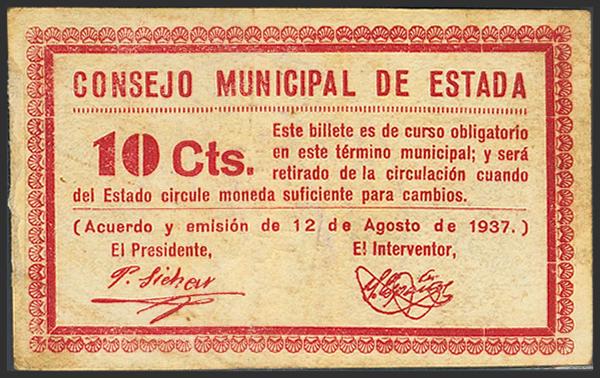 CONSEJO MUNICIPAL DE ESTADA
10 Cts.
Este billete es de curso obligatorio
en este término municipal; y será
retirado de la circulación cuando
del Estado circule moneda suficiente para cambios.
(Acuerdo y emisión de 12 de Agosto de 1937.)
El Presidente, El Interventor,